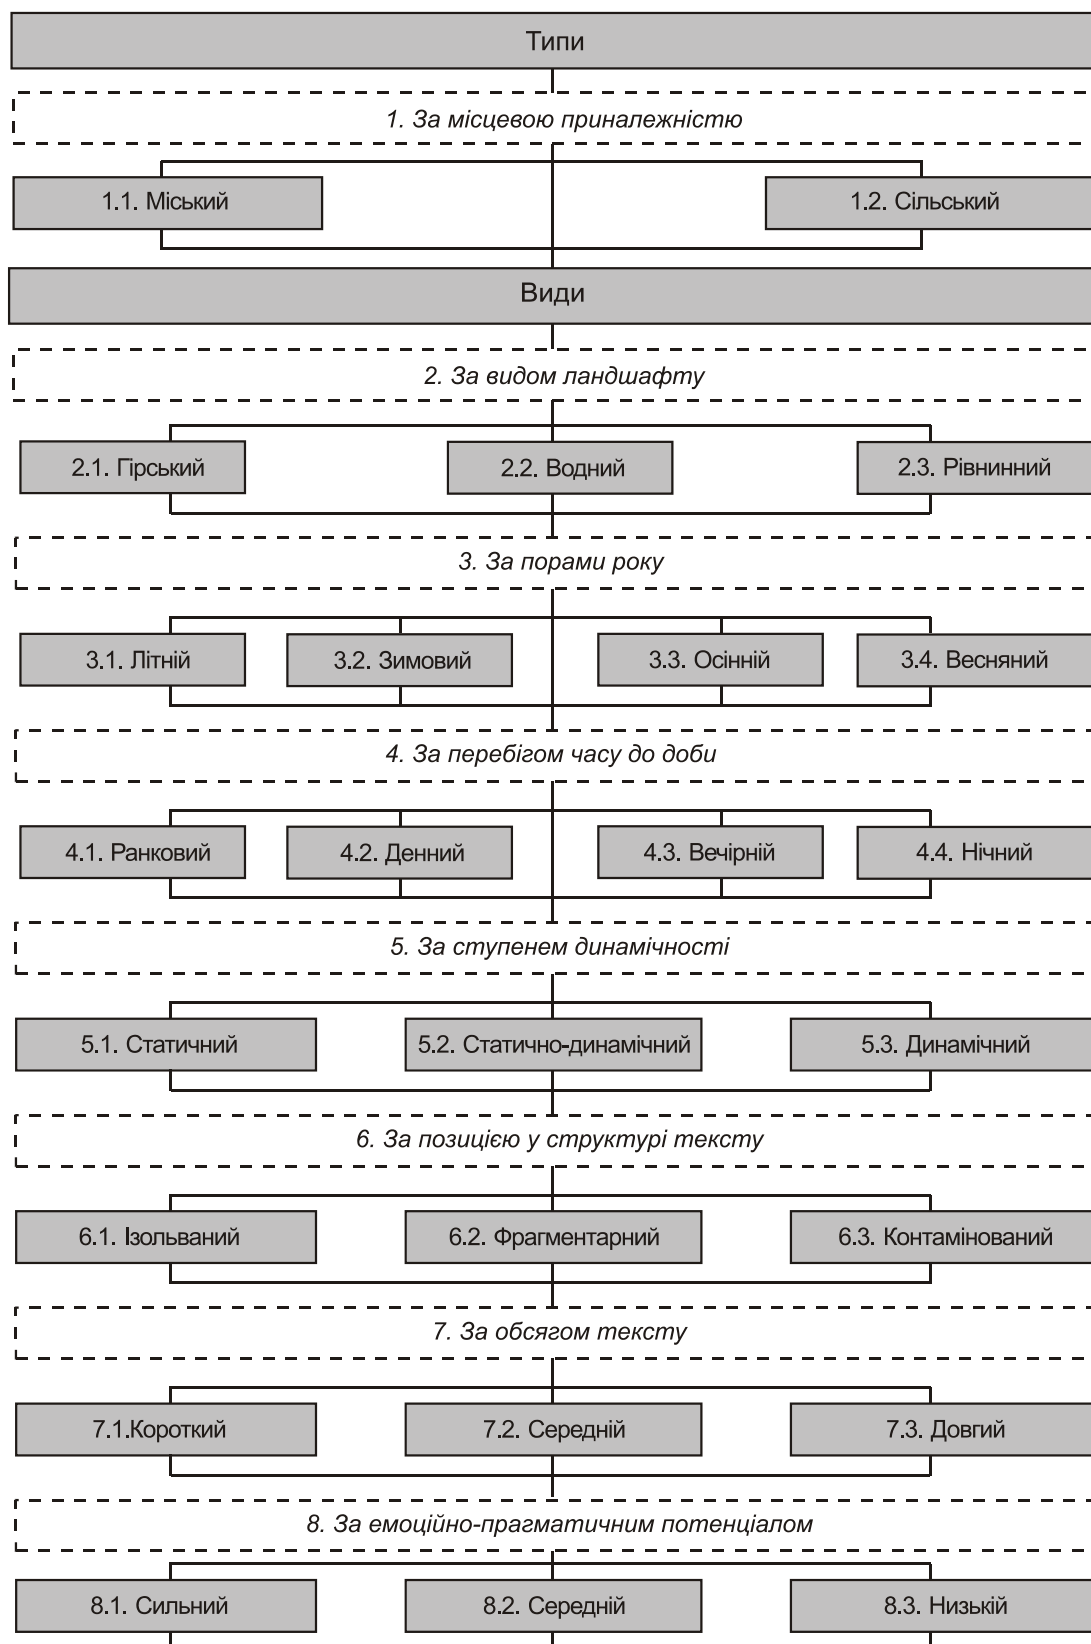 Типи
1. За місцевою приналежністю
1.1. Міський
1.2. Сільський
Види
2. За видом ландшафту
2.1. Гірський
2.2. Водний
2.3. Рівнинний
3. За порами року
3.1. Літній
3.2. Зимовий
3.3. Осінній
3.4. Весняний
4. За перебігом часу до доби
4.1. Ранковий
4.2. Денний
4.3. Вечірній
4.4. Нічний
5. За ступенем динамічності
5.1. Статичний
5.2. Статично-динамічний
5.3. Динамічний
6. За позицією у структурі тексту
6.1. Ізольваний
6.2. Фрагментарний
6.3. Контамінований
7. За обсягом тексту
7.1.Короткий
7.2. Середній
7.3. Довгий
8. За емоційно-прагматичним потенціалом
8.1. Сильний
8.2. Середній
8.3. Низькій